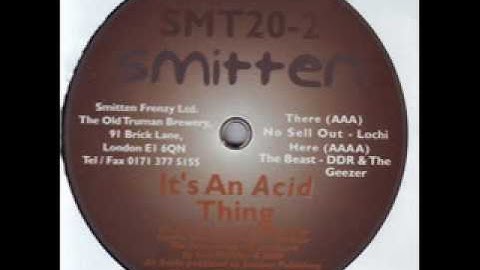 SMT20-2
smitten
Smitten Frenzy Ltd.
The Old Truman Brewery,
91 Brick Lane,
London E1 6QN
Tel / Fax 0171 377 5155
There (AAA)
No Sell Out - Lochi
Here (AAAA)
The Beast - DDR & The
Geezer
It's An Acid
Thing